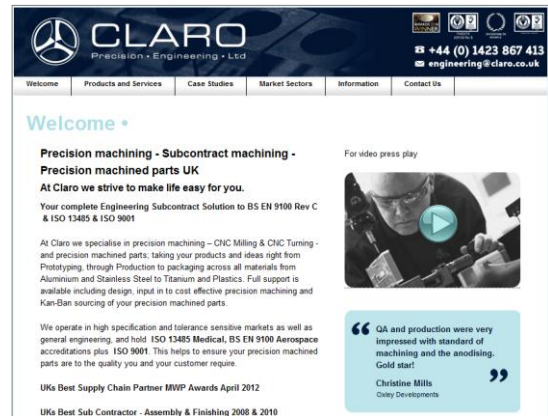 CLARO
Precision • Engineering • Ltd
WINNER
+44 (0) 1423 867 413
engineering@claro.co.uk
Welcome
Products and Services
Case Studies
Market Sectors
Information
Contact Us
Welcome •
Precision machining - Subcontract machining -
Precision machined parts UK
At Claro we strive to make life easy for you.
Your complete Engineering Subcontract Solution to BS EN 9100 Rev C
& ISO 13485 & ISO 9001
At Claro we specialise in precision machining – CNC Milling & CNC Turning -
and precision machined parts; taking your products and ideas right from
Prototyping, through Production to packaging across all materials from
Aluminium and Stainless Steel to Titanium and Plastics. Full support is
available including design, input in to cost effective precision machining and
Kan-Ban sourcing of your precision machined parts.
We operate in high specification and tolerance sensitive markets as well as
general engineering, and hold ISO 13485 Medical, BS EN 9100 Aerospace
accreditations plus ISO 9001. This helps to ensure your precision machined
parts are to the quality you and your customer require.
UKs Best Supply Chain Partner MWP Awards April 2012
UKs Best Sub Contractor - Assembly & Finishing 2008 & 2010
For video press play
“ QA and production were very
impressed with standard of
machining and the anodising.
Gold star! ”
Christine Mills
Oxley Developments